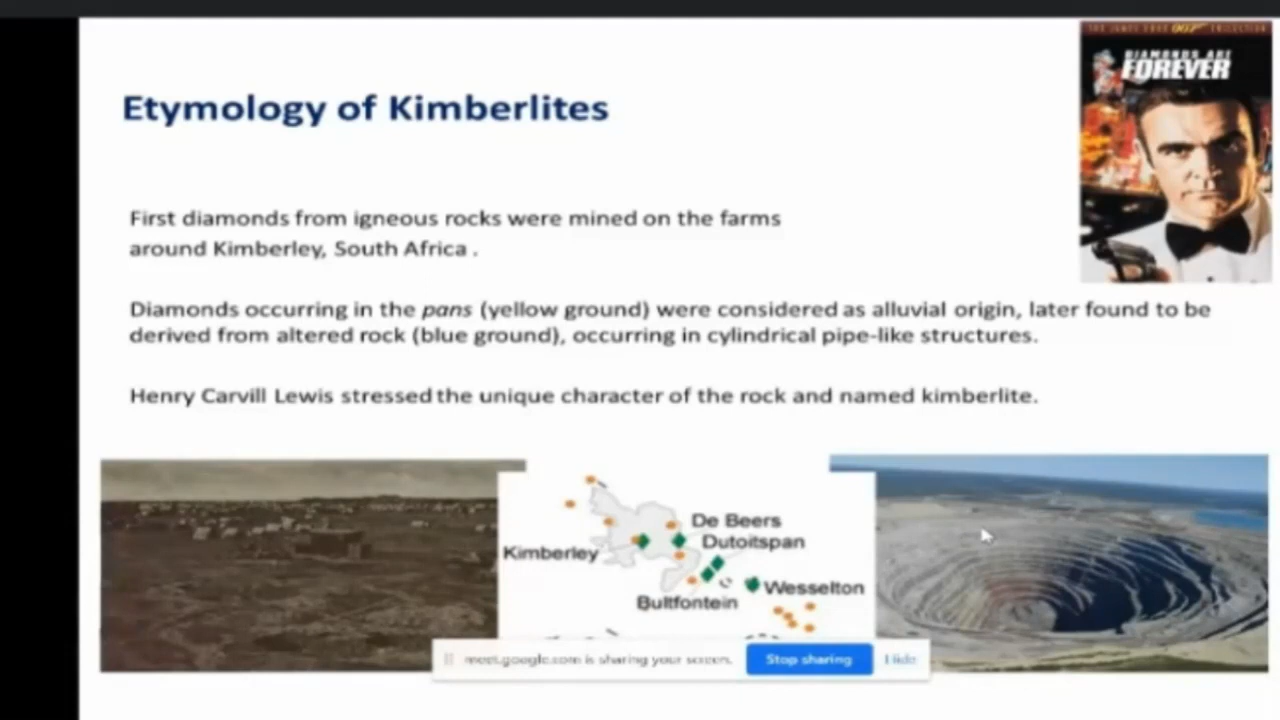 THE JAMES BOND 007 COLLECTION
DIAMONDS ARE
FOREVER
Etymology of Kimberlites
First diamonds from igneous rocks were mined on the farms
around Kimberley, South Africa .
Diamonds occurring in the pans (yellow ground) were considered as alluvial origin, later found to be
derived from altered rock (blue ground), occurring in cylindrical pipe-like structures.
Henry Carvill Lewis stressed the unique character of the rock and named kimberlite.
De Beers
Dutoitspan
Kimberley
Wesselton
Bultfontein
meet.google.com is sharing your screen. Stop sharing Hide